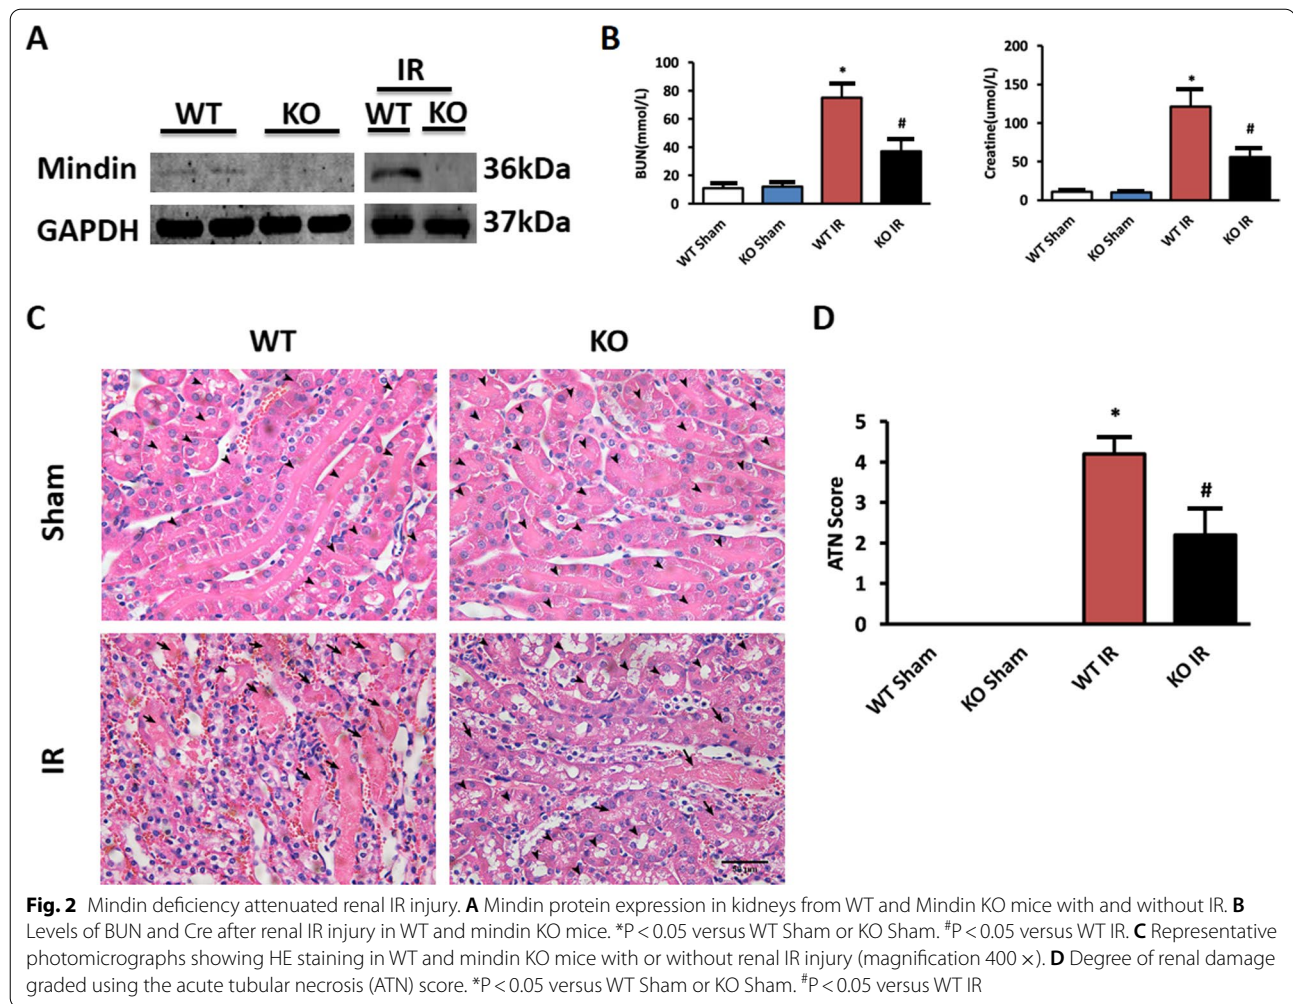 A
IR
WT KO WT KO
Mindin 36kDa
GAPDH 37kDa
B
BUN(mmol/L)
100
80
60
40
20
0
*
#
WT Sham
KO Sham
WT IR
KO IR
Creatine(umol/L)
200
150
100
50
0
*
#
WT Sham
KO Sham
WT IR
KO IR
C
WT KO
Sham
IR
D
ATN Score
5
4
3
2
1
0
*
#
WT Sham
KO Sham
WT IR
KO IR
Fig. 2 Mindin deficiency attenuated renal IR injury. A Mindin protein expression in kidneys from WT and Mindin KO mice with and without IR. B
Levels of BUN and Cre after renal IR injury in WT and mindin KO mice. *P < 0.05 versus WT Sham or KO Sham. #P < 0.05 versus WT IR. C Representative
photomicrographs showing HE staining in WT and mindin KO mice with or without renal IR injury (magnification 400 ×). D Degree of renal damage
graded using the acute tubular necrosis (ATN) score. *P < 0.05 versus WT Sham or KO Sham. #P < 0.05 versus WT IR